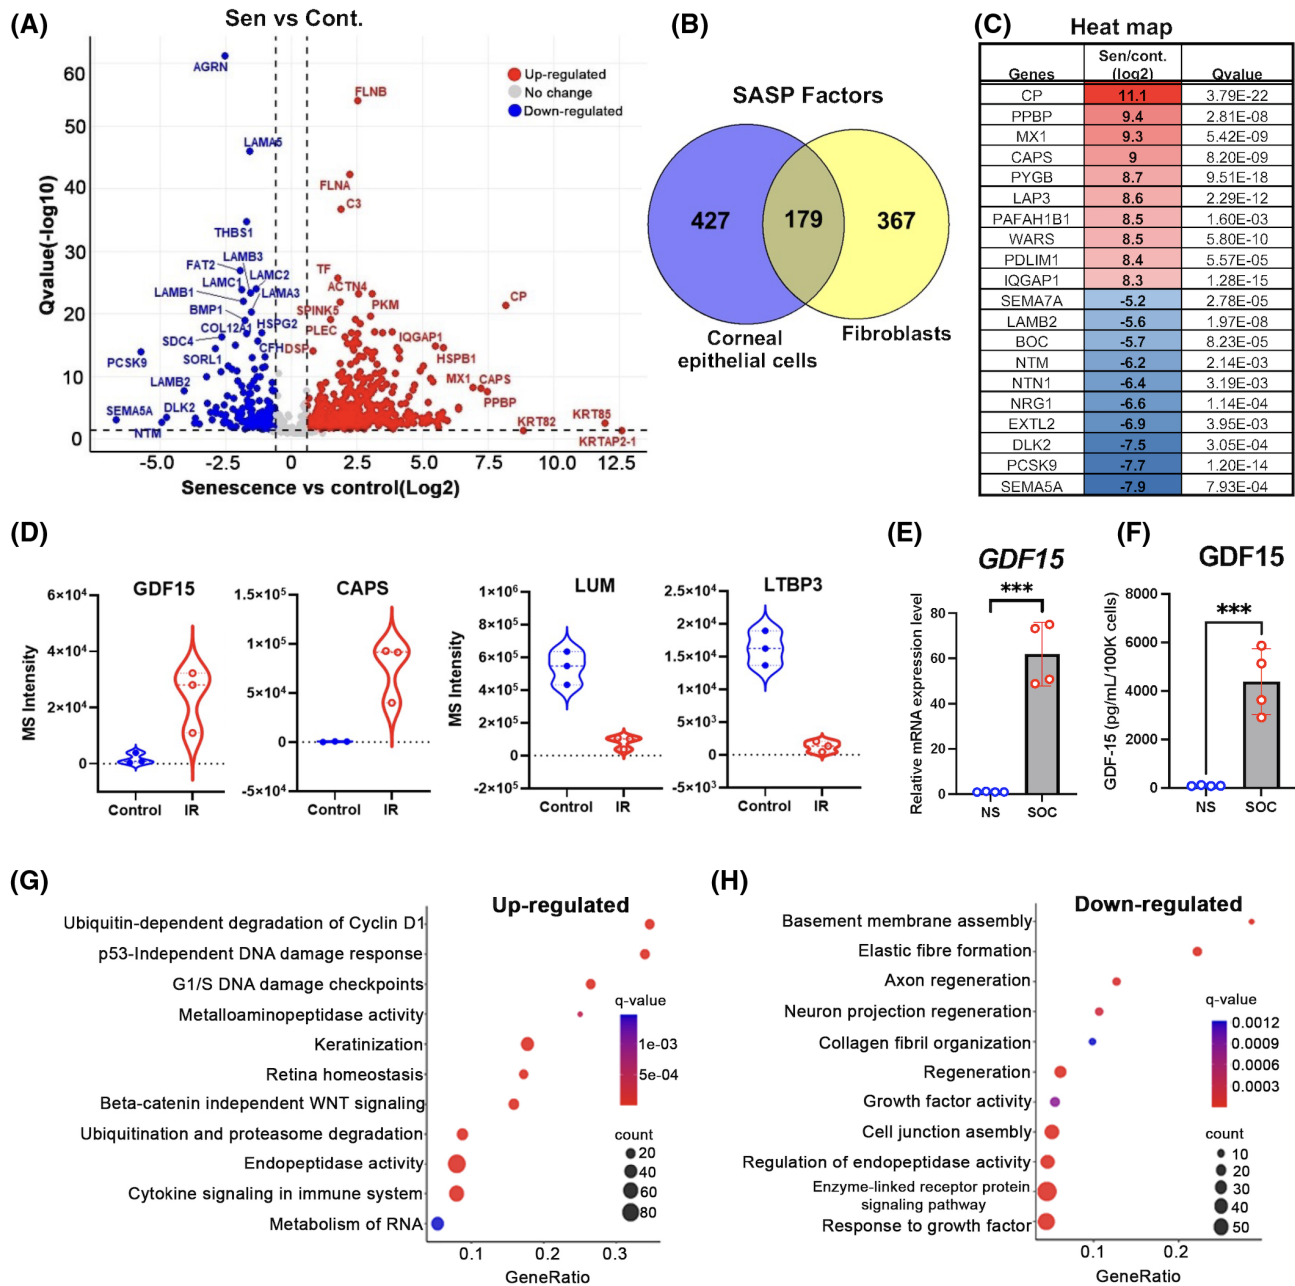 (A)
Sen vs Cont.
Qvalue(-log10)
60
50
40
30
20
10
0
-5.0
-2.5
0
2.5
5.0
7.5
10.0
12.5
Senescence vs control(Log2)
Up-regulated
No change
Down-regulated
AGRN
FLNB
LAMA5
FLNA
C3
THBS1
LAMB3
FAT2
LAMC2
LAMC1
LAMA3
LAMB1
BMP1
HSPG2
COL12A1
SDC4
CFH
DSP
PCSK9
SORL1
LAMB2
SEMA5A
DLK2
NTM
TF
ACTN4
PKM
SPINK5
PLEC
CP
IQGAP1
HSPB1
MX1
CAPS
PPBP
KRT82
KRT85
KRTAP2-1
(B)
SASP Factors
427
179
367
Corneal
epithelial cells
Fibroblasts
(C)
Heat map
Genes Sen/cont. (log2) Qvalue
CP 11.1 3.79E-22
PPBP 9.4 2.81E-08
MX1 9.3 5.42E-09
CAPS 9 8.20E-09
PYGB 8.7 9.51E-18
LAP3 8.6 2.29E-12
PAFAH1B1 8.5 1.60E-03
WARS 8.5 5.80E-10
PDLIM1 8.4 5.57E-05
IQGAP1 8.3 1.28E-15
SEMA7A -5.2 2.78E-05
LAMB2 -5.6 1.97E-08
BOC -5.7 8.23E-05
NTM -6.2 2.14E-03
NTN1 -6.4 3.19E-03
NRG1 -6.6 1.14E-04
EXTL2 -6.9 3.95E-03
DLK2 -7.5 3.05E-04
PCSK9 -7.7 1.20E-14
SEMA5A -7.9 7.93E-04
(D)
GDF15
MS Intensity
6×10⁴
4×10⁴
2×10⁴
0
Control IR
CAPS
1.5×10⁵
1×10⁵
5×10⁴
0
-5×10⁴
Control IR
LUM
MS Intensity
1×10⁶
8×10⁵
6×10⁵
4×10⁵
2×10⁵
0
-2×10⁵
Control IR
LTBP3
2.5×10⁴
2×10⁴
1.5×10⁴
1×10⁴
5×10³
0
-5×10³
Control IR
(E)
GDF15
***
Relative mRNA expression level
80
60
40
20
0
NS SOC
(F)
GDF15
***
GDF-15 (pg/mL/100K cells)
8000
6000
4000
2000
0
NS SOC
(G)
Up-regulated
Ubiquitin-dependent degradation of Cyclin D1
p53-Independent DNA damage response
G1/S DNA damage checkpoints
Metalloaminopeptidase activity
Keratinization
Retina homeostasis
Beta-catenin independent WNT signaling
Ubiquitination and proteasome degradation
Endopeptidase activity
Cytokine signaling in immune system
Metabolism of RNA
q-value
1e-03
5e-04
count
20
40
60
80
0.1 0.2 0.3
GeneRatio
(H)
Down-regulated
Basement membrane assembly
Elastic fibre formation
Axon regeneration
Neuron projection regeneration
Collagen fibril organization
Regeneration
Growth factor activity
Cell junction asembly
Regulation of endopeptidase activity
Enzyme-linked receptor protein
signaling pathway
Response to growth factor
q-value
0.0012
0.0009
0.0006
0.0003
count
10
20
30
40
50
0.1 0.2
GeneRatio